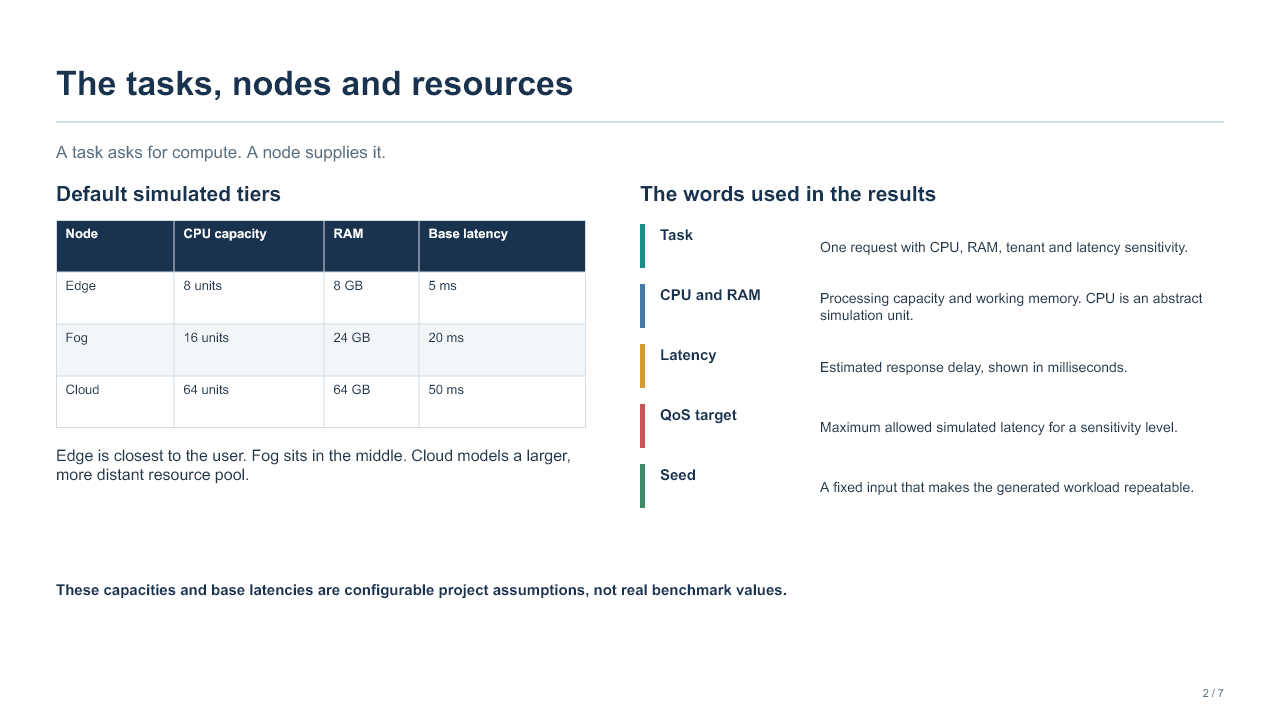 The tasks, nodes and resources
A task asks for compute. A node supplies it.
Default simulated tiers
Node CPU capacity RAM Base latency
Edge 8 units 8 GB 5 ms
Fog 16 units 24 GB 20 ms
Cloud 64 units 64 GB 50 ms
Edge is closest to the user. Fog sits in the middle. Cloud models a larger,
more distant resource pool.
The words used in the results
Task
One request with CPU, RAM, tenant and latency sensitivity.
CPU and RAM
Processing capacity and working memory. CPU is an abstract
simulation unit.
Latency
Estimated response delay, shown in milliseconds.
QoS target
Maximum allowed simulated latency for a sensitivity level.
Seed
A fixed input that makes the generated workload repeatable.
These capacities and base latencies are configurable project assumptions, not real benchmark values.
2 / 7